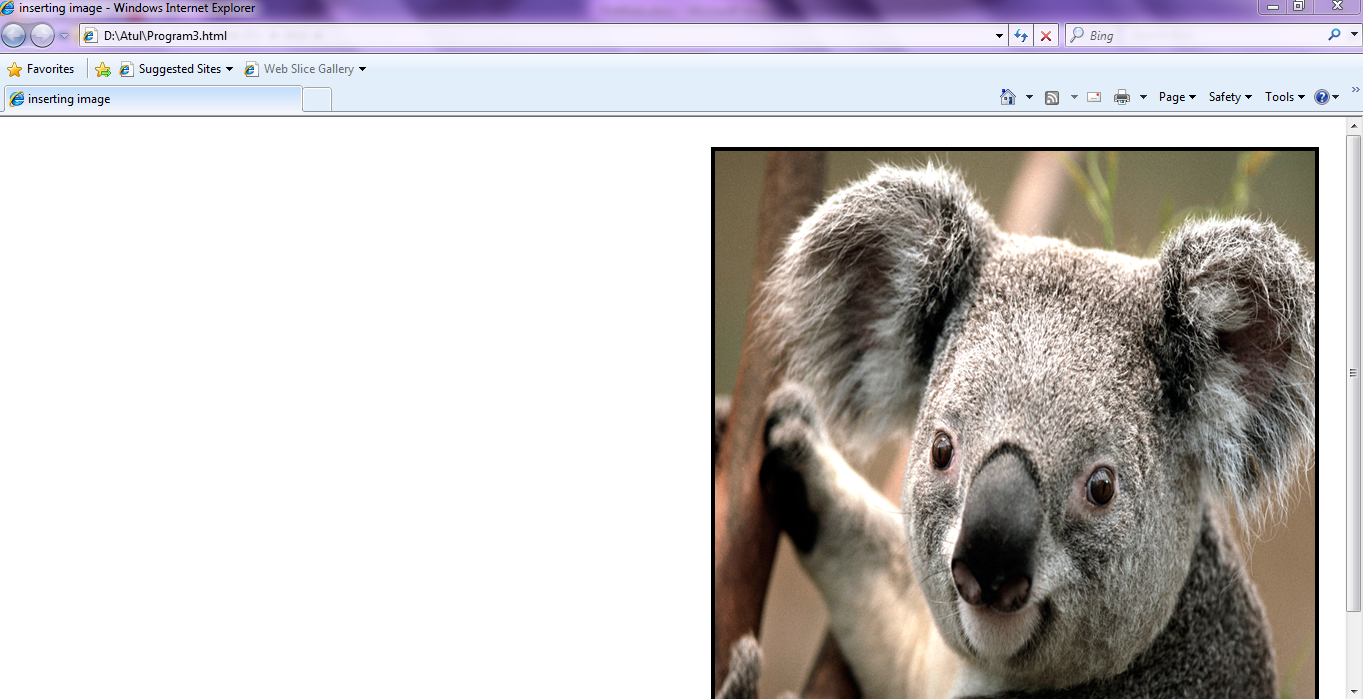 inserting image - Windows Internet Explorer
D:\Atul\Program3.html
Bing
Favorites Suggested Sites Web Slice Gallery
inserting image
Page Safety Tools